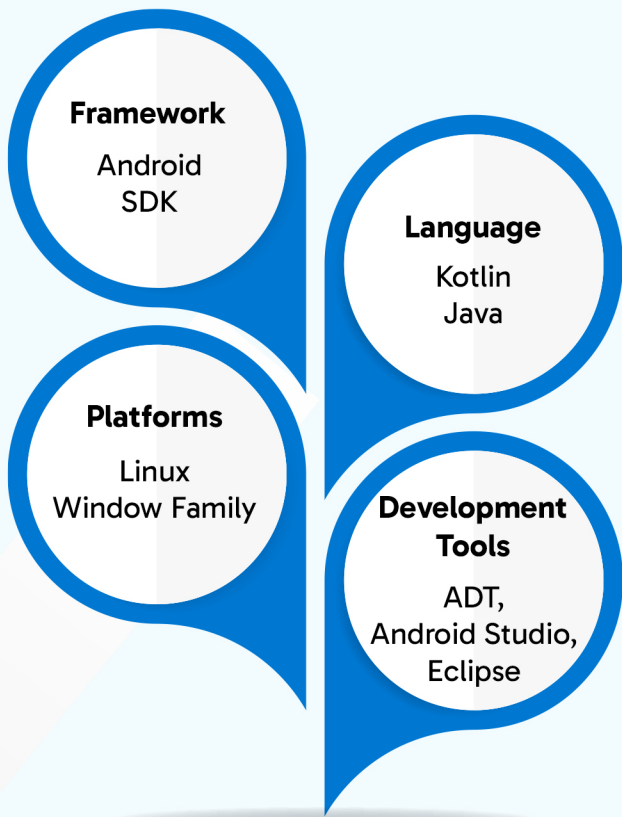 Framework
Android
SDK
Language
Kotlin
Java
Platforms
Linux
Window Family
Development
Tools
ADT,
Android Studio,
Eclipse